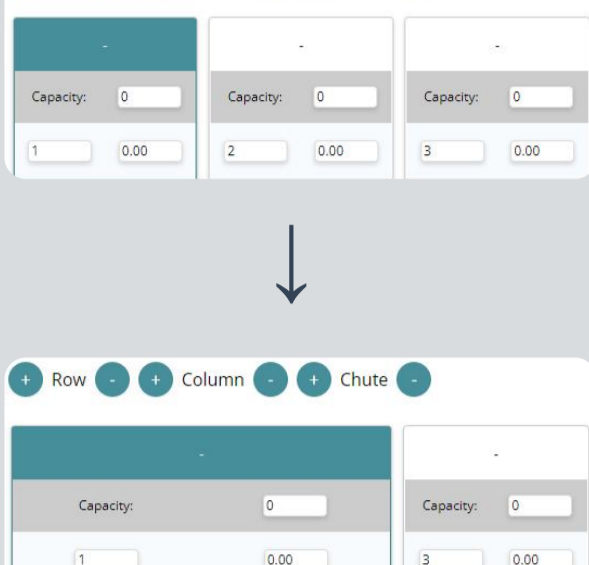 - - -
Capacity: 0 Capacity: 0 Capacity: 0
1 0.00 2 0.00 3 0.00
+ Row - + Column - + Chute -
- -
Capacity: 0 Capacity: 0
1 0.00 3 0.00